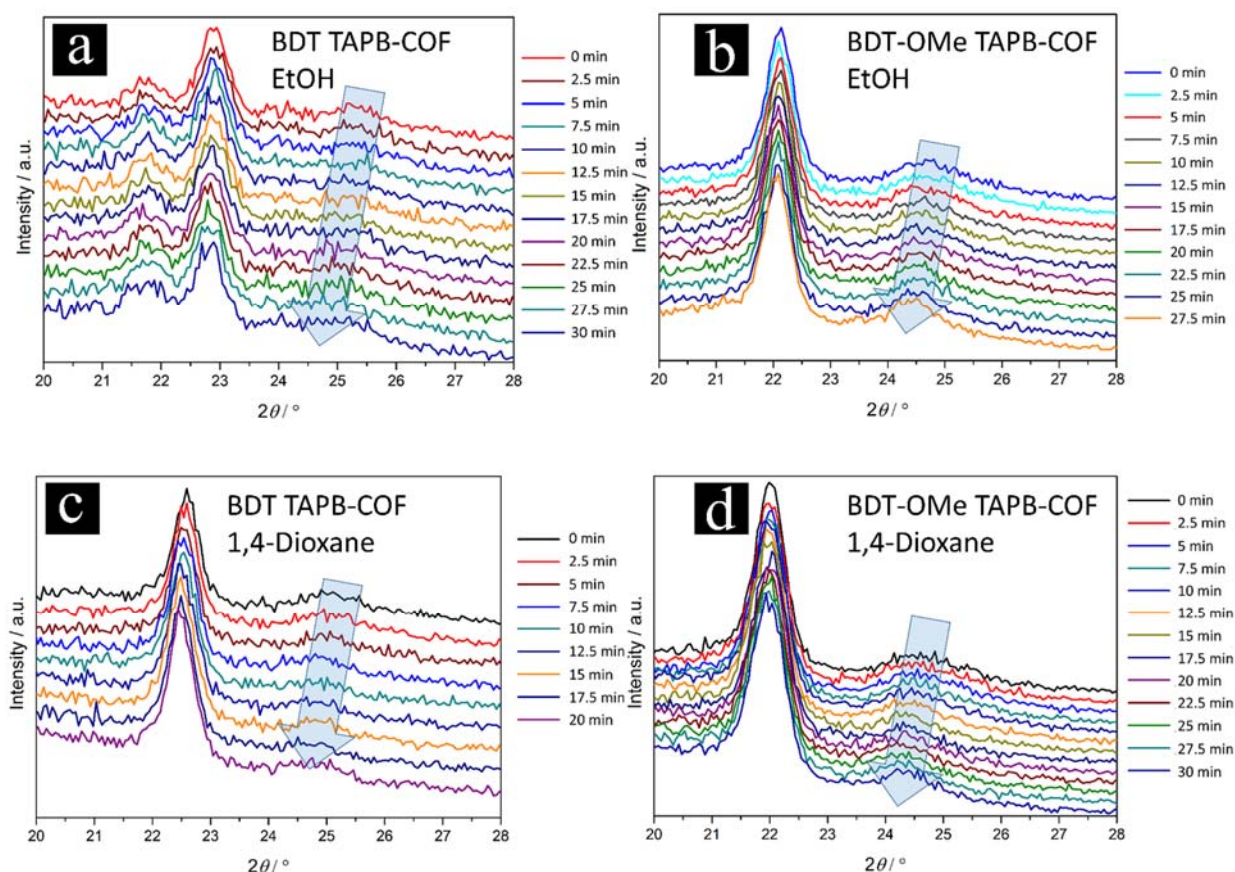 a
BDT TAPB-COF
EtOH
0 min
2.5 min
5 min
7.5 min
10 min
12.5 min
15 min
17.5 min
20 min
22.5 min
25 min
27.5 min
30 min
Intensity / a.u.
20 21 22 23 24 25 26 27 28
2θ / °
b
BDT-OMe TAPB-COF
EtOH
0 min
2.5 min
5 min
7.5 min
10 min
12.5 min
15 min
17.5 min
20 min
22.5 min
25 min
27.5 min
Intensity / a.u.
20 21 22 23 24 25 26 27 28
2θ / °
c
BDT TAPB-COF
1,4-Dioxane
0 min
2.5 min
5 min
7.5 min
10 min
12.5 min
15 min
17.5 min
20 min
Intensity / a.u.
20 21 22 23 24 25 26 27 28
2θ / °
d
BDT-OMe TAPB-COF
1,4-Dioxane
0 min
2.5 min
5 min
7.5 min
10 min
12.5 min
15 min
17.5 min
20 min
22.5 min
25 min
27.5 min
30 min
Intensity / a.u.
20 21 22 23 24 25 26 27 28
2θ / °